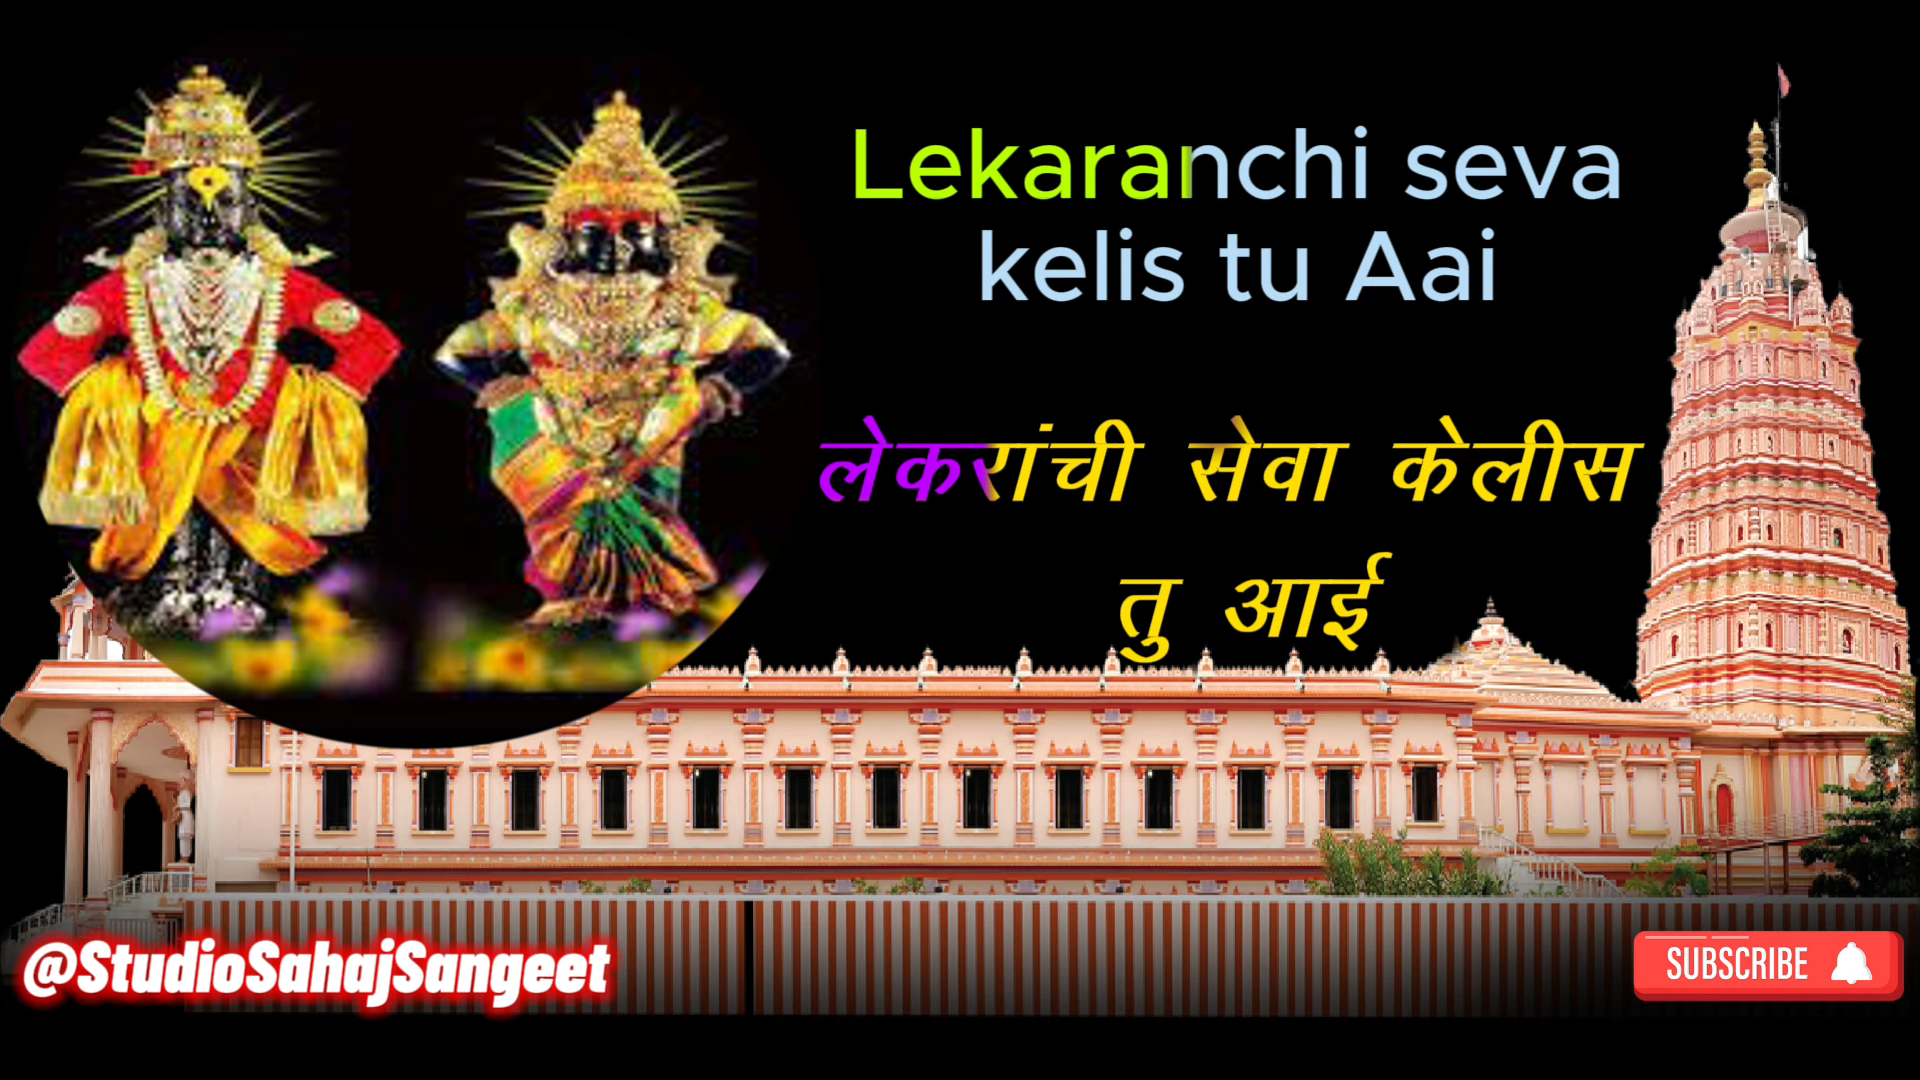 Lekaranchi seva
kelis tu Aai
लेकरांची सेवा केलीस
तु आई
@StudioSahajSangeet
SUBSCRIBE